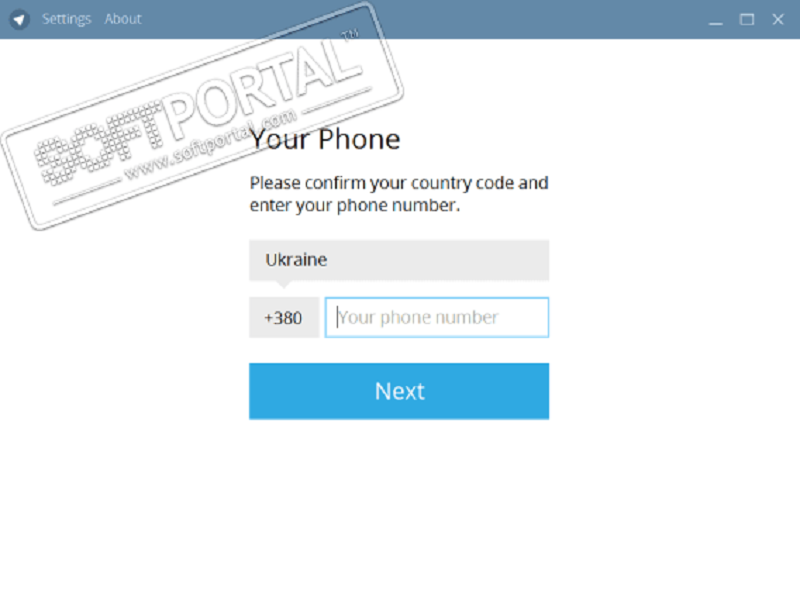 Settings About
SOFTPORTAL™
www.softportal.com
Your Phone
Please confirm your country code and
enter your phone number.
Ukraine
+380 Your phone number
Next